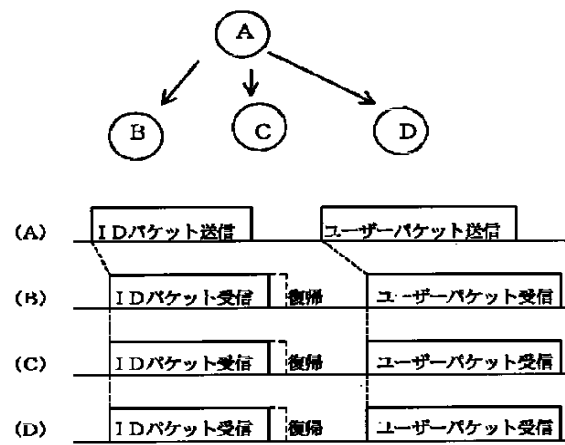 A
B
C
D
(A) IDパケット送信 ユーザーパケット送信
(B) IDパケット受信 復帰 ユーザーパケット受信
(C) IDパケット受信 復帰 ユーザーパケット受信
(D) IDパケット受信 復帰 ユーザーパケット受信